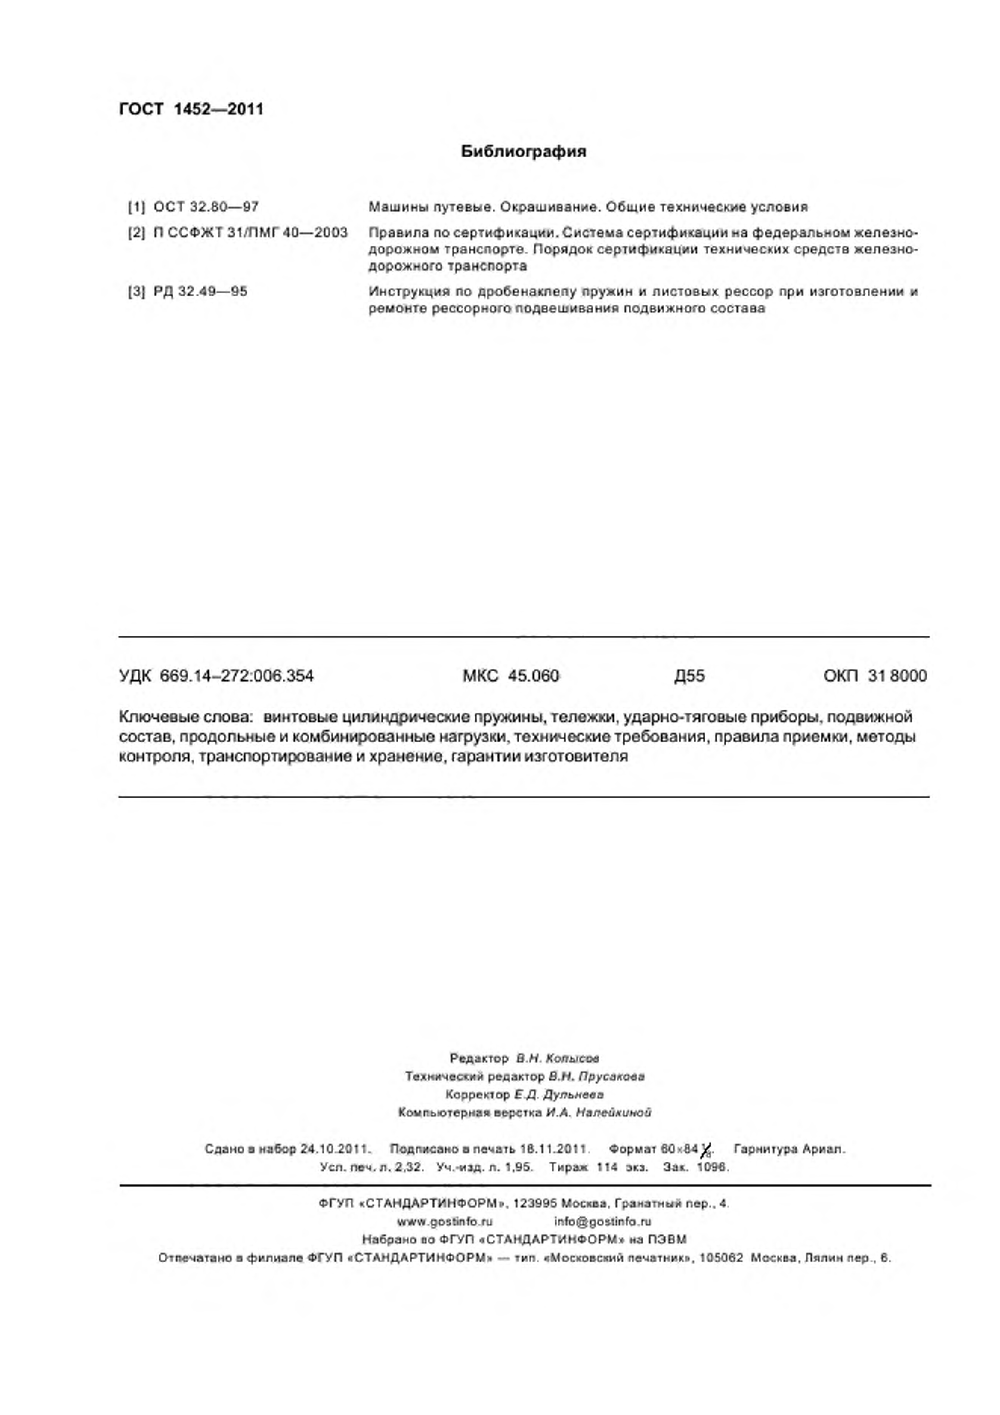 ГОСТ 1452—2011
Библиография
[1] ОСТ 32.80—97 Машины путевые. Окрашивание. Общие технические условия
[2] П ССФЖТ 31/ПМГ 40—2003 Правила по сертификации. Система сертификации на федеральном железно-
дорожном транспорте. Порядок сертификации технических средств железно-
дорожного транспорта
[3] РД 32.49—95 Инструкция по дробенаклепу пружин и листовых рессор при изготовлении и
ремонте рессорного подвешивания подвижного состава
УДК 669.14–272:006.354 МКС 45.060 Д55 ОКП 31 8000
Ключевые слова: винтовые цилиндрические пружины, тележки, ударно-тяговые приборы, подвижной
состав, продольные и комбинированные нагрузки, технические требования, правила приемки, методы
контроля, транспортирование и хранение, гарантии изготовителя
Редактор В.Н. Копысов
Технический редактор В.Н. Прусакова
Корректор Е.Д. Дульнева
Компьютерная верстка И.А. Налейкиной
Сдано в набор 24.10.2011. Подписано в печать 16.11.2011. Формат 60×84 ⅛. Гарнитура Ариал.
Усл. печ. л. 2,32. Уч.-изд. л. 1,95. Тираж 114 экз. Зак. 1096.
ФГУП «СТАНДАРТИНФОРМ», 123995 Москва, Гранатный пер., 4.
www.gostinfo.ru info@gostinfo.ru
Набрано во ФГУП «СТАНДАРТИНФОРМ» на ПЭВМ
Отпечатано в филиале ФГУП «СТАНДАРТИНФОРМ» — тип. «Московский печатник», 105062 Москва, Лялин пер., 6.